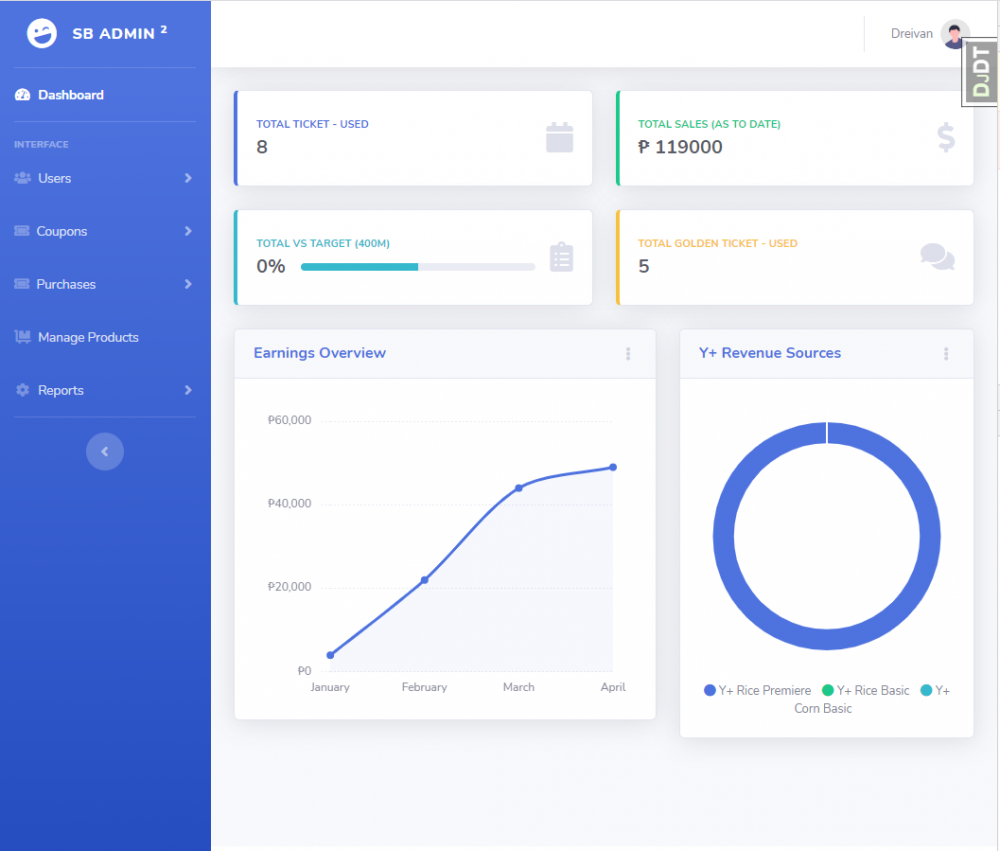 SB ADMIN 2
Dreivan
DJDT
Dashboard
INTERFACE
Users
Coupons
Purchases
Manage Products
Reports
TOTAL TICKET - USED
8
TOTAL SALES (AS TO DATE)
₱ 119000
TOTAL VS TARGET (400M)
0%
TOTAL GOLDEN TICKET - USED
5
Earnings Overview
₱60,000
₱40,000
₱20,000
₱0
January February March April
Y+ Revenue Sources
Y+ Rice Premiere Y+ Rice Basic Y+
Corn Basic